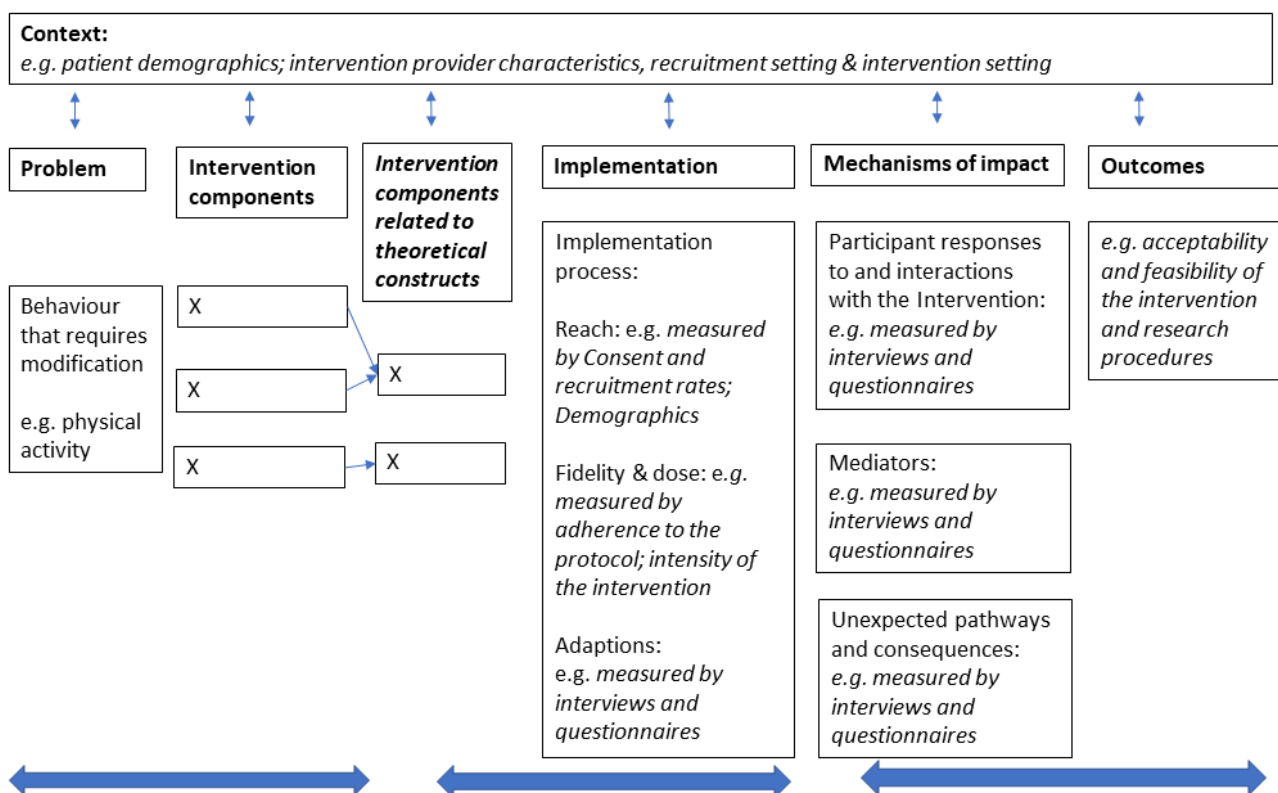 Context:
e.g. patient demographics; intervention provider characteristics, recruitment setting & intervention setting
Problem
Intervention
components
Intervention
components
related to
theoretical
constructs
Implementation
Mechanisms of impact
Outcomes
Behaviour
that requires
modification
e.g. physical
activity
X
X
X
X
X
Implementation
process:
Reach: e.g. measured
by Consent and
recruitment rates;
Demographics
Fidelity & dose: e.g.
measured by
adherence to the
protocol; intensity of
the intervention
Adaptions:
e.g. measured by
interviews and
questionnaires
Participant responses
to and interactions
with the Intervention:
e.g. measured by
interviews and
questionnaires
Mediators:
e.g. measured by
interviews and
questionnaires
Unexpected pathways
and consequences:
e.g. measured by
interviews and
questionnaires
e.g. acceptability
and feasibility of
the intervention
and research
procedures